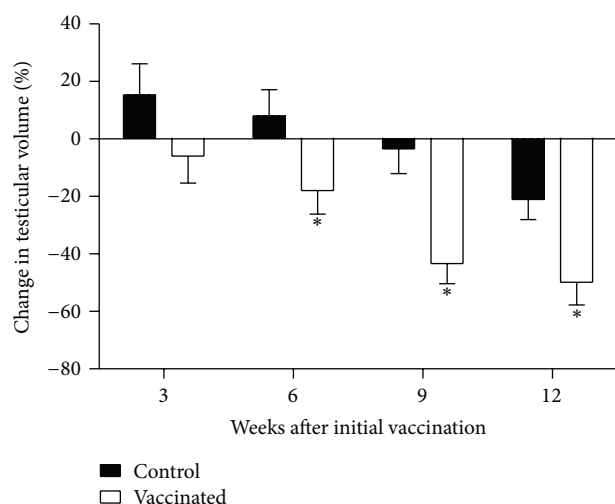 Change in testicular volume (%)
40
20
0
−20
−40
−60
−80
*
*
*
3 6 9 12
Weeks after initial vaccination
Control
Vaccinated